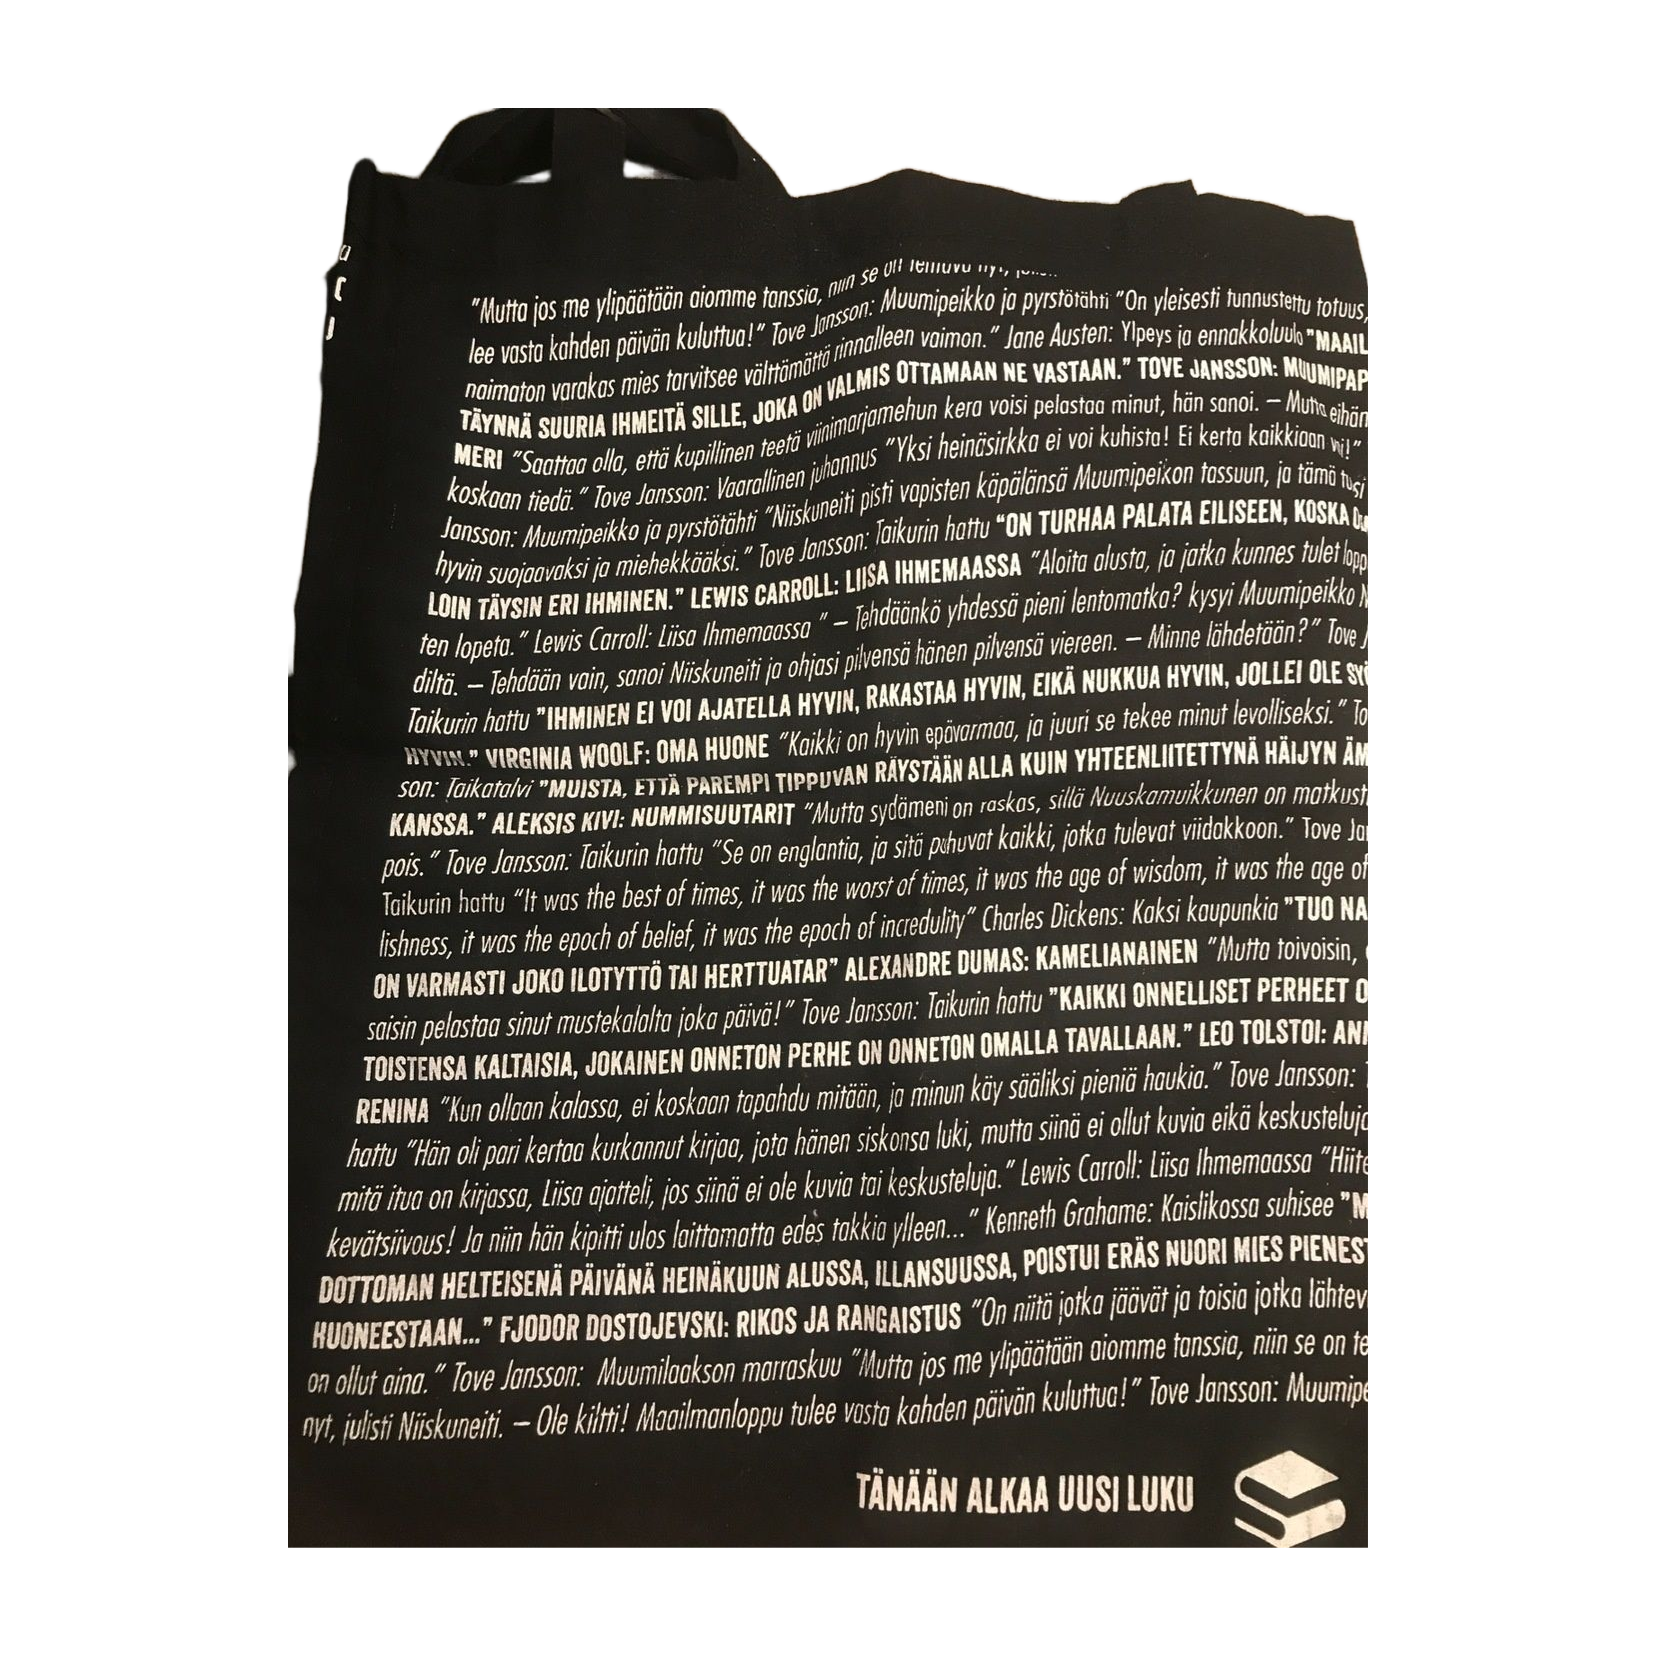 "Mutta jos me ylipäätään aiomme tanssia, niin se on
lee vasta kahden päivän kuluttua!" Tove Jansson: Muumipeikko ja pyrstötähti "On yleisesti tunnustettu totuus,
naimaton varakas mies tarvitsee välttämättä rinnalleen vaimon." Jane Austen: Ylpeys ja ennakkoluulo "MAAIL
TÄYNNÄ SUURIA IHMEITÄ SILLE, JOKA ON VALMIS OTTAMAAN NE VASTAAN." TOVE JANSSON: MUUMIPAP
MERI "Saattaa olla, että kupillinen teetä viinimarjamehun kera voisi pelastaa minut, hän sanoi. – Mutta eihän
koskaan tiedä." Tove Jansson: Vaarallinen juhannus "Yksi heinäsirkka ei voi kuhista! Ei kerta kaikkiaan voi!"
Jansson: Muumipeikko ja pyrstötähti "Niiskuneiti pisti vapisten käpälänsä Muumipeikon tassuun, ja tämä tusi
hyvin suojaavaksi ja miehekkääksi." Tove Jansson: Taikurin hattu "ON TURHAA PALATA EILISEEN, KOSKA
LOIN TÄYSIN ERI IHMINEN." LEWIS CARROLL: LIISA IHMEMAASSA "Aloita alusta, ja jatka kunnes tulet lopp
ten lopeta." Lewis Carroll: Liisa Ihmemaassa " – Tehdäänkö yhdessä pieni lentomatka? kysyi Muumipeikko N
diltä. – Tehdään vain, sanoi Niiskuneiti ja ohjasi pilvensä hänen pilvensä viereen. – Minne lähdetään?" Tove J
Taikurin hattu "IHMINEN EI VOI AJATELLA HYVIN, RAKASTAA HYVIN, EIKÄ NUKKUA HYVIN, JOLLEI OLE SYÖ
HYVIN." VIRGINIA WOOLF: OMA HUONE "Kaikki on hyvin epävarmaa, ja juuri se tekee minut levolliseksi." To
son: Taikatalvi "MUISTA, ETTÄ PAREMPI TIPPUVAN RÄYSTÄÄN ALLA KUIN YHTEENLIITETTYNÄ HÄIJYN ÄM
KANSSA." ALEKSIS KIVI: NUMMISUUTARIT "Mutta sydämeni on raskas, sillä Nuuskamuikkunen on matkust
pois." Tove Jansson: Taikurin hattu "Se on englantia, ja sitä puhuvat kaikki, jotka tulevat viidakkoon." Tove Jan
Taikurin hattu "It was the best of times, it was the worst of times, it was the age of wisdom, it was the age of
lishness, it was the epoch of belief, it was the epoch of incredulity" Charles Dickens: Kaksi kaupunkia "TUO NA
ON VARMASTI JOKO ILOTYTTÖ TAI HERTTUATAR" ALEXANDRE DUMAS: KAMELIANAINEN "Mutta toivoisin,
saisin pelastaa sinut mustekalalta joka päivä!" Tove Jansson: Taikurin hattu "KAIKKI ONNELLISET PERHEET O
TOISTENSA KALTAISIA, JOKAINEN ONNETON PERHE ON ONNETON OMALLA TAVALLAAN." LEO TOLSTOI: ANN
RENINA "Kun ollaan kalassa, ei koskaan tapahdu mitään, ja minun käy sääliksi pieniä haukia." Tove Jansson: T
hattu "Hän oli pari kertaa kurkannut kirjaa, jota hänen siskonsa luki, mutta siinä ei ollut kuvia eikä keskusteluja
mitä itua on kirjassa, Liisa ajatteli, jos siinä ei ole kuvia tai keskusteluja." Lewis Carroll: Liisa Ihmemaassa "Hiite
kevätsiivous! Ja niin hän kipitti ulos laittamatta edes takkia ylleen..." Kenneth Grahame: Kaislikossa suhisee "M
DOTTOMAN HELTEISENÄ PÄIVÄNÄ HEINÄKUUN ALUSSA, ILLANSUUSSA, POISTUI ERÄS NUORI MIES PIENEST
HUONEESTAAN..." FJODOR DOSTOJEVSKI: RIKOS JA RANGAISTUS "On niitä jotka jäävät ja toisia jotka lähtev
on ollut aina." Tove Jansson: Muumilaakson marraskuu "Mutta jos me ylipäätään aiomme tanssia, niin se on te
nyt, julisti Niiskuneiti. – Ole kiltti! Maailmanloppu tulee vasta kahden päivän kuluttua!" Tove Jansson: Muumipe
TÄNÄÄN ALKAA UUSI LUKU